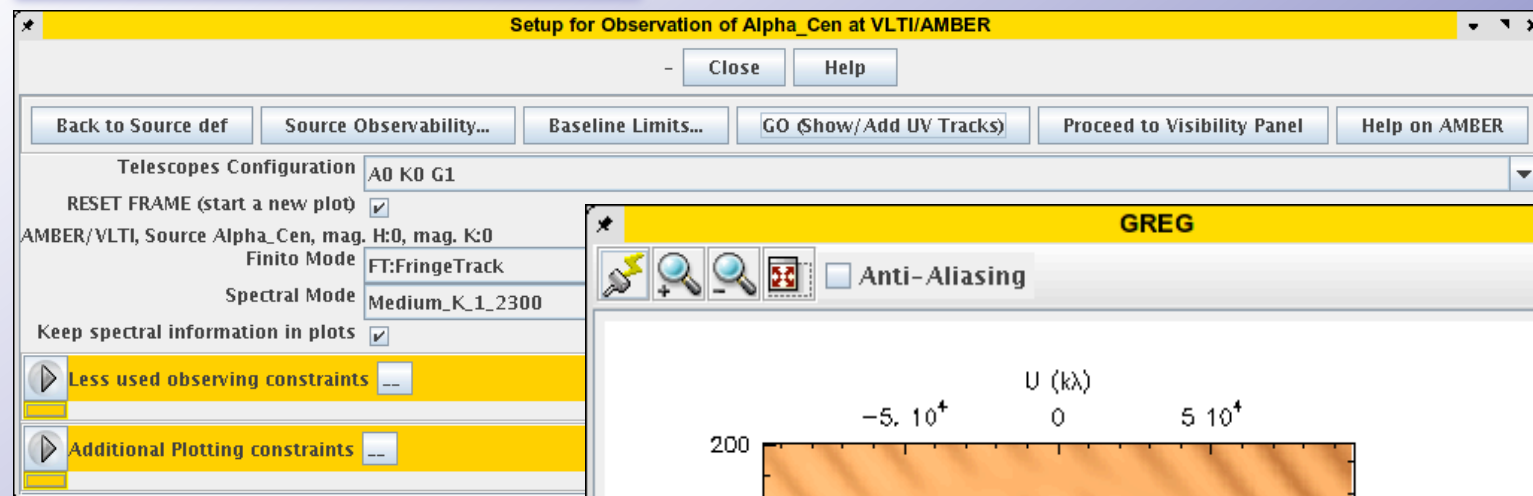 Setup for Observation of Alpha_Cen at VLTI/AMBER
- Close Help
Back to Source def Source Observability... Baseline Limits... GO (Show/Add UV Tracks) Proceed to Visibility Panel Help on AMBER
Telescopes Configuration A0 K0 G1
RESET FRAME (start a new plot)
AMBER/VLTI, Source Alpha_Cen, mag. H:0, mag. K:0
Finito Mode FT:FringeTrack
Spectral Mode Medium_K_1_2300
Keep spectral information in plots
Less used observing constraints __
Additional Plotting constraints __
GREG
Anti-Aliasing
U (kλ)
−5. 10⁴ 0 5 10⁴
200